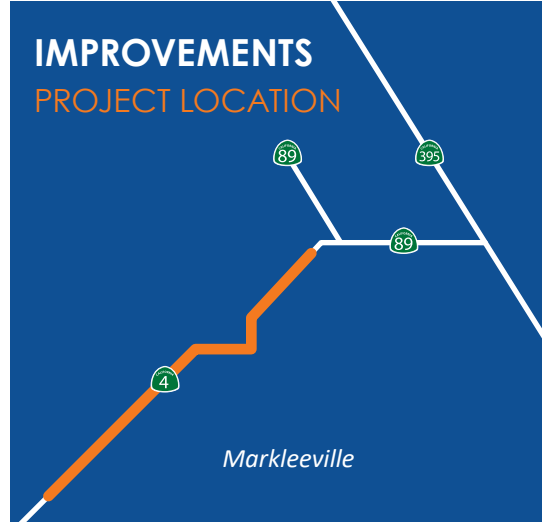 IMPROVEMENTS
PROJECT LOCATION
89
395
89
4
Markleeville